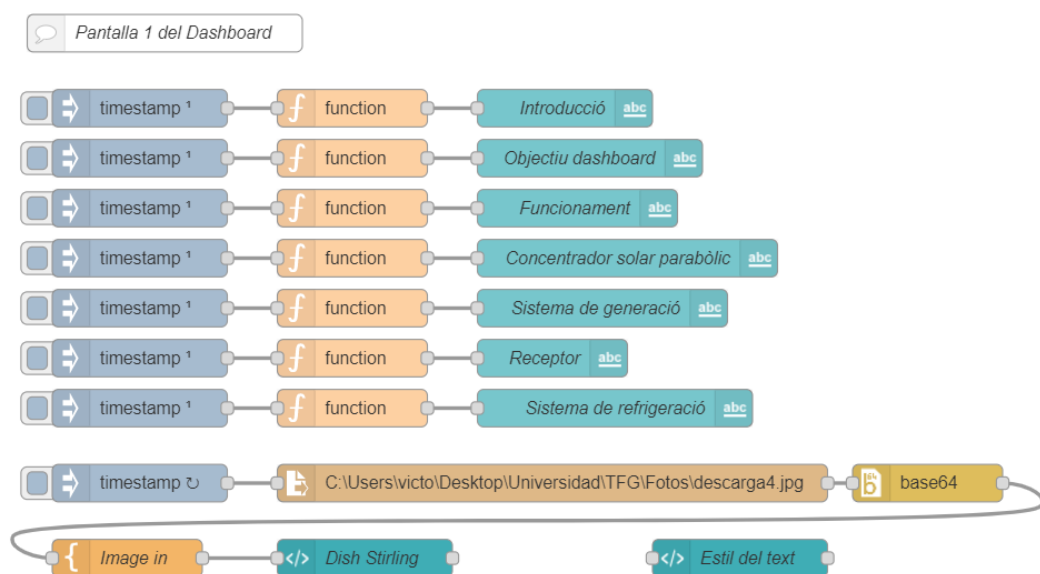 Pantalla 1 del Dashboard
timestamp ¹ function Introducció abc
timestamp ¹ function Objectiu dashboard abc
timestamp ¹ function Funcionament abc
timestamp ¹ function Concentrador solar parabòlic abc
timestamp ¹ function Sistema de generació abc
timestamp ¹ function Receptor abc
timestamp ¹ function Sistema de refrigeració abc
timestamp ↻ C:\Users\victo\Desktop\Universidad\TFG\Fotos\descarga4.jpg 64 b base64
{ Image in </> Dish Stirling </> Estil del text